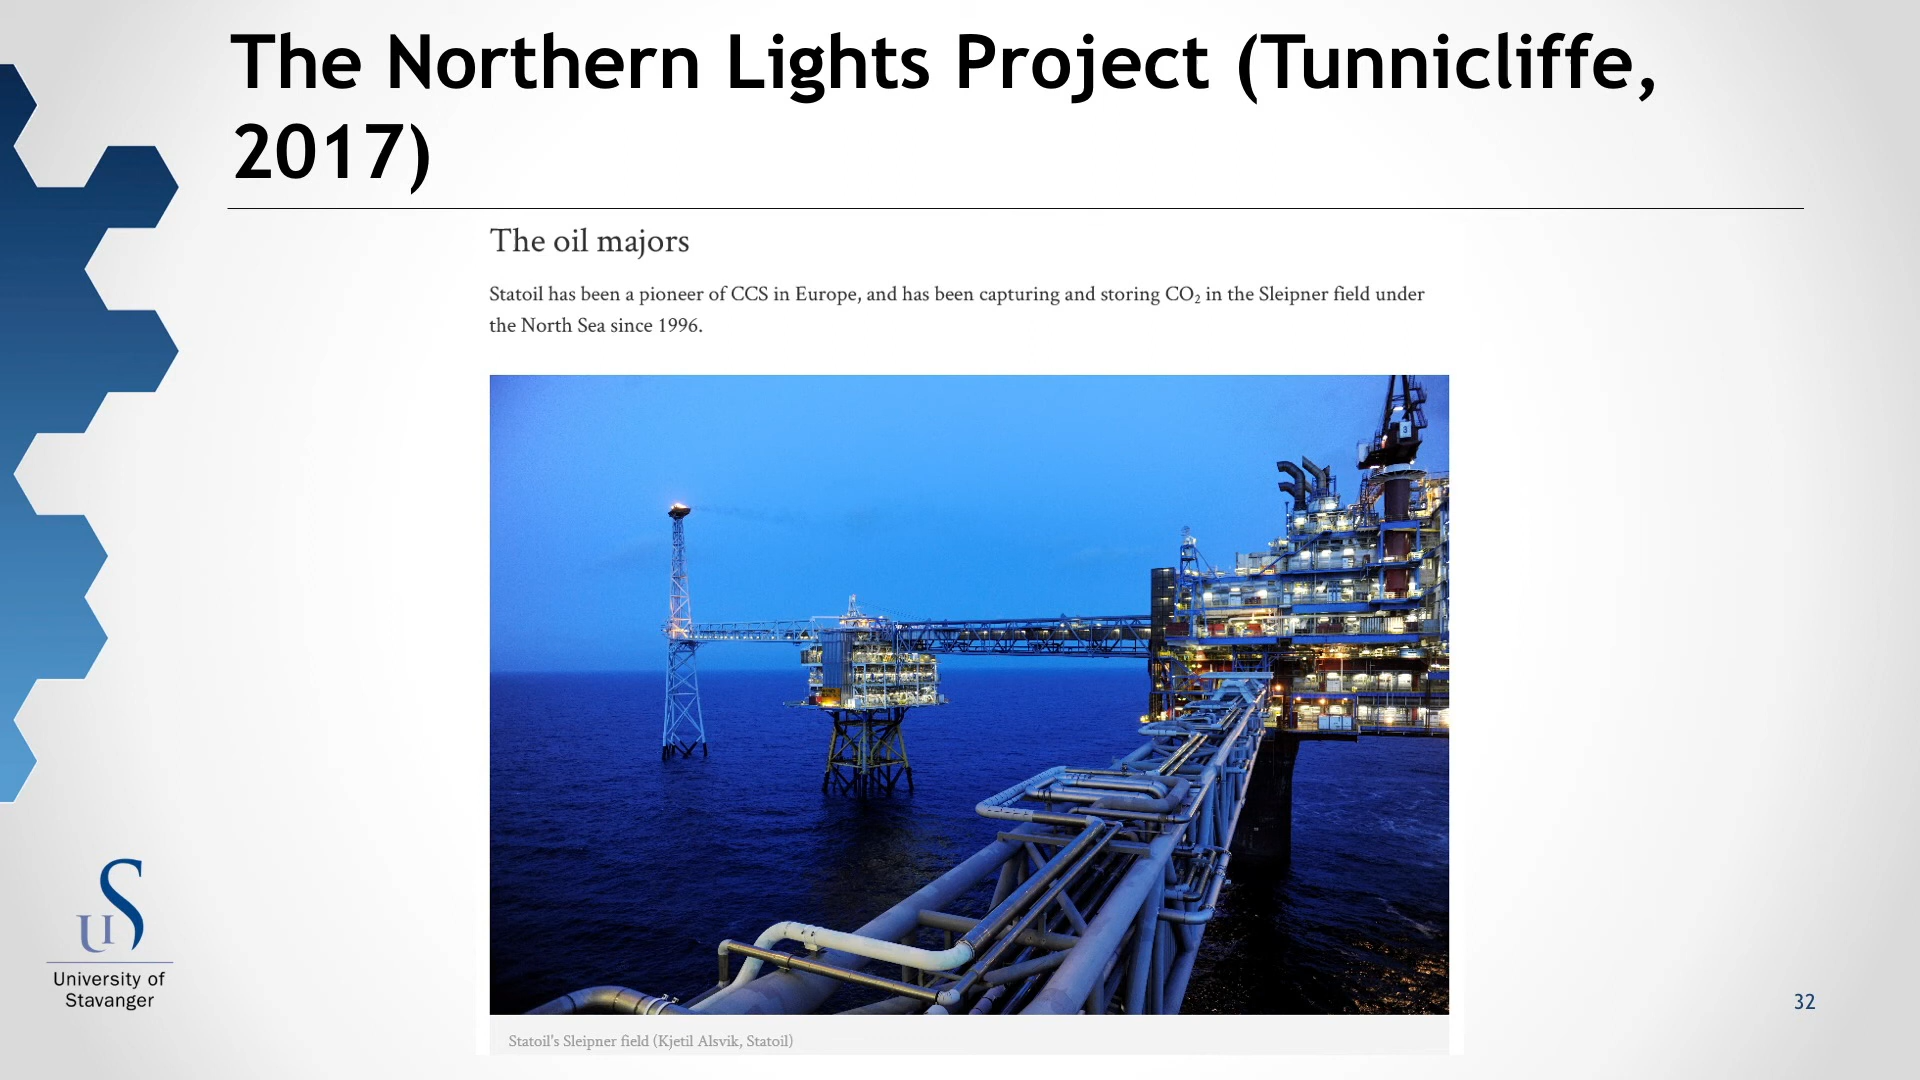 The Northern Lights Project (Tunnicliffe,
2017)
The oil majors
Statoil has been a pioneer of CCS in Europe, and has been capturing and storing CO₂ in the Sleipner field under
the North Sea since 1996.
3
Statoil's Sleipner field (Kjetil Alsvik, Statoil)
uS
University of
Stavanger
32